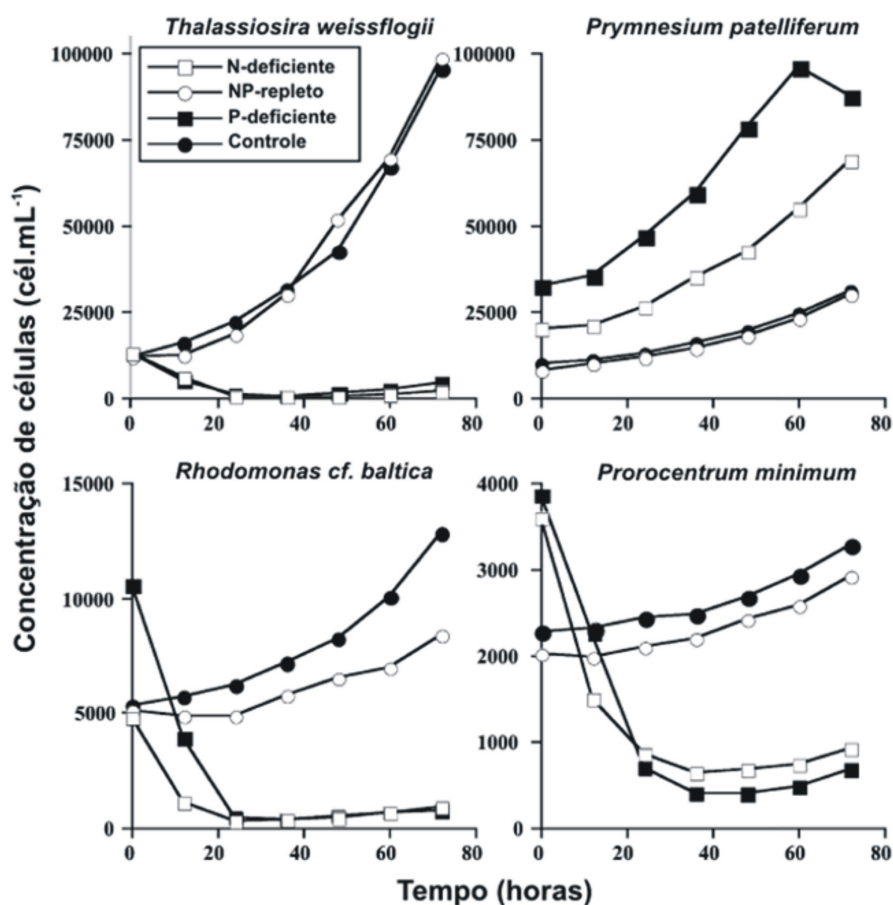 Thalassiosira weissflogii
Prymnesium patelliferum
N-deficiente
NP-repleto
P-deficiente
Controle
100000
75000
50000
25000
0
0 20 40 60 80
100000
75000
50000
25000
0
0 20 40 60 80
Concentração de células (cél.mL⁻¹)
Rhodomonas cf. baltica
Prorocentrum minimum
15000
10000
5000
0
0 20 40 60 80
4000
3000
2000
1000
0
0 20 40 60 80
Tempo (horas)